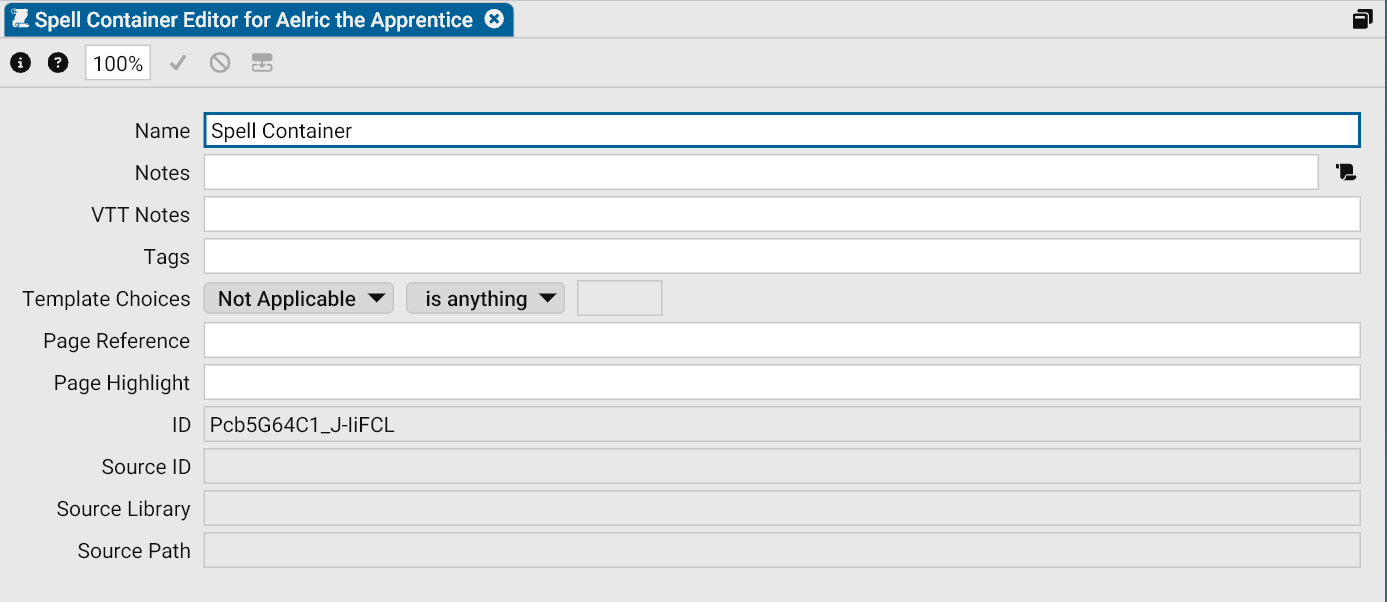 Spell Container Editor for Aelric the Apprentice
100%
Name Spell Container
Notes
VTT Notes
Tags
Template Choices Not Applicable is anything
Page Reference
Page Highlight
ID Pcb5G64C1_J-IiFCL
Source ID
Source Library
Source Path